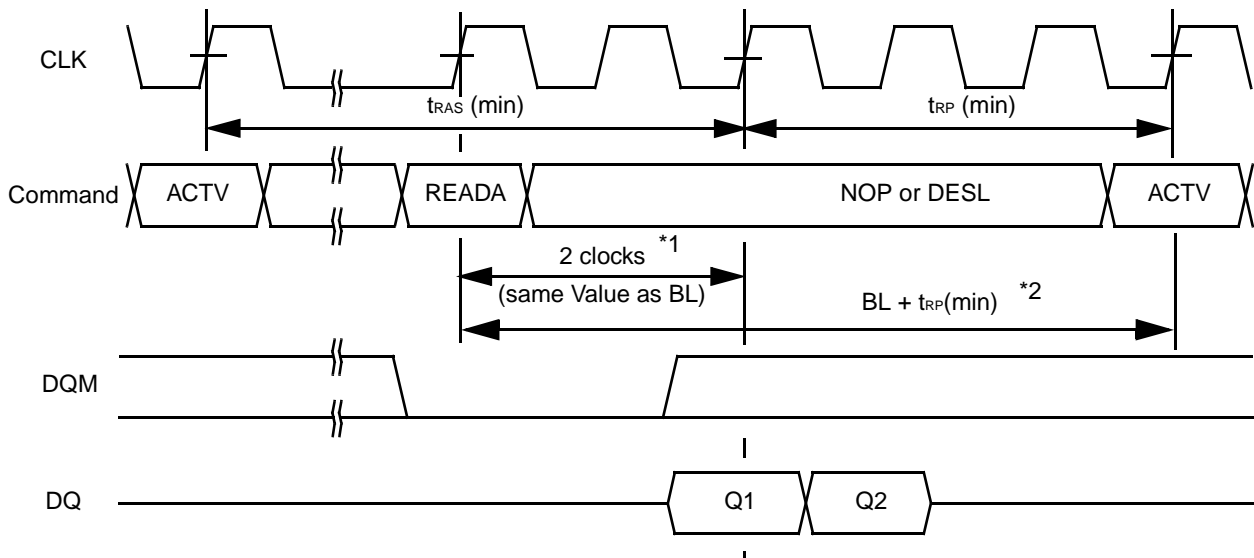 CLK
tRAS (min)
tRP (min)
Command
ACTV
READA
NOP or DESL
ACTV
2 clocks *1
(same Value as BL)
BL + tRP(min) *2
DQM
DQ
Q1
Q2